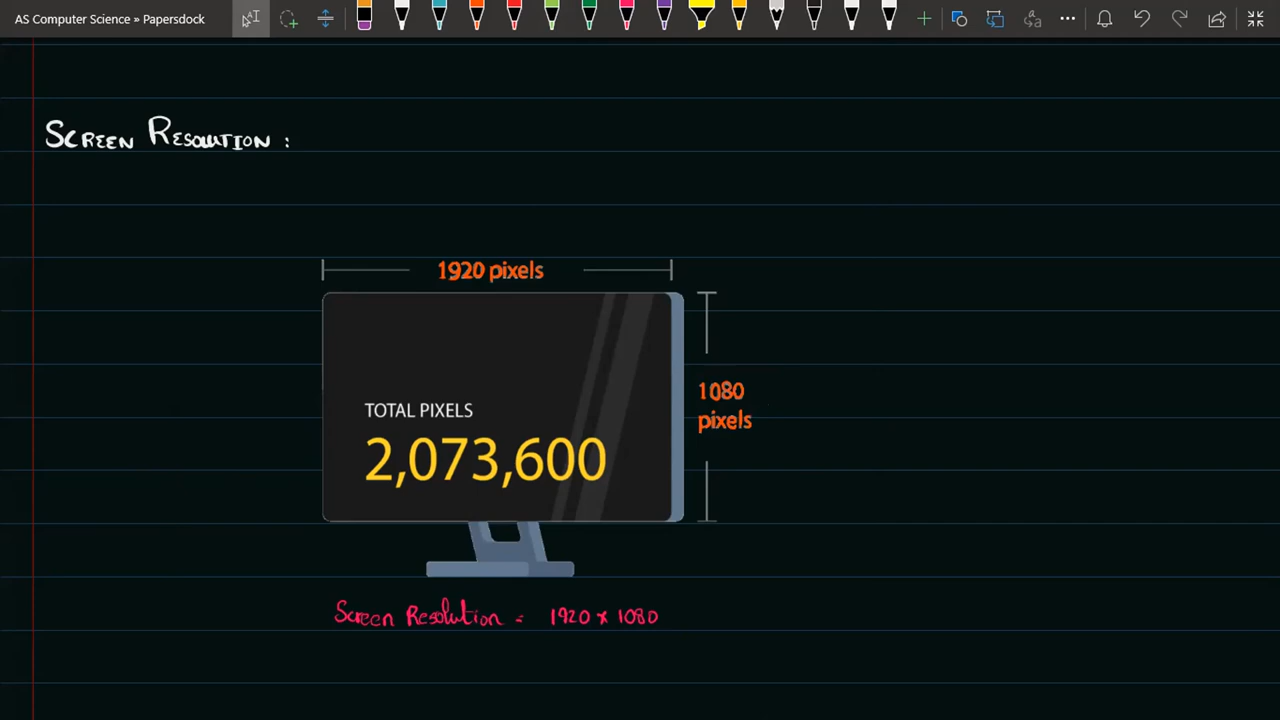 AS Computer Science » Papersdock
SCREEN RESOLUTION :
1920 pixels
1080
pixels
TOTAL PIXELS
2,073,600
Screen Resolution = 1920 x 1080